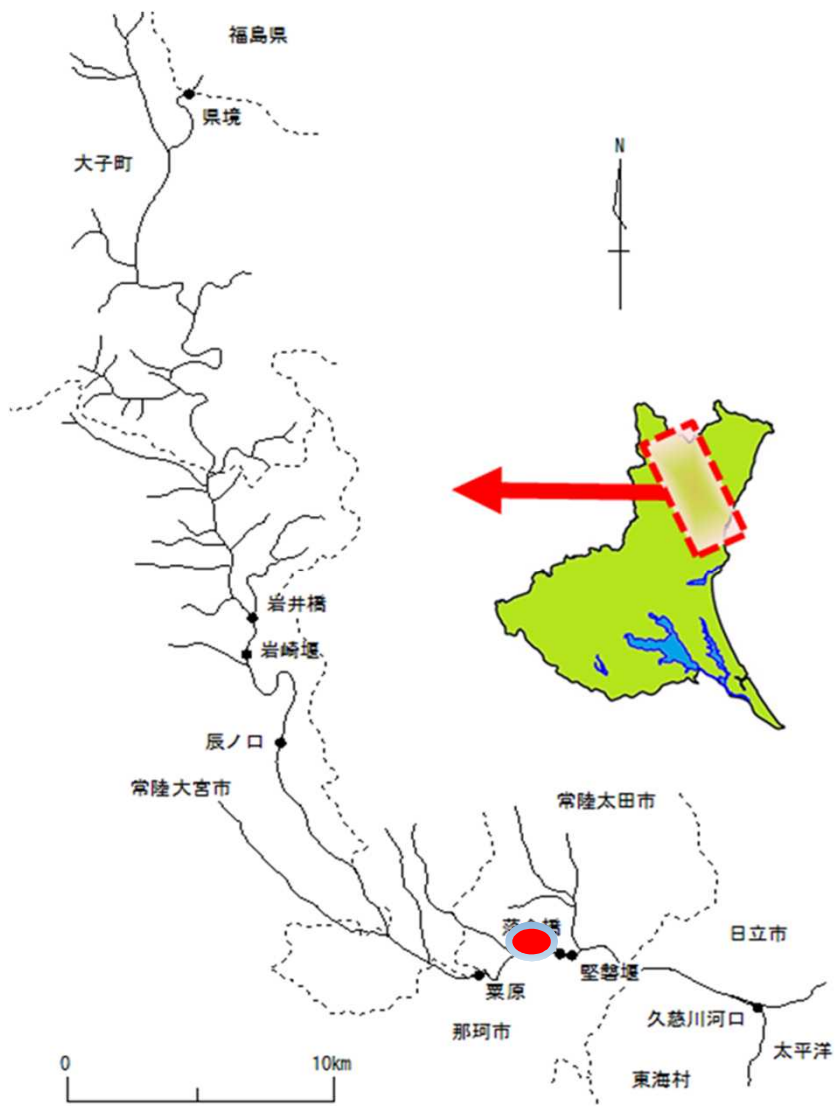 福島県
県境
大子町
N
岩井橋
岩崎堰
辰ノ口
常陸大宮市
常陸太田市
日立市
堅磐堰
粟原
久慈川河口
那珂市
太平洋
東海村
0
10km